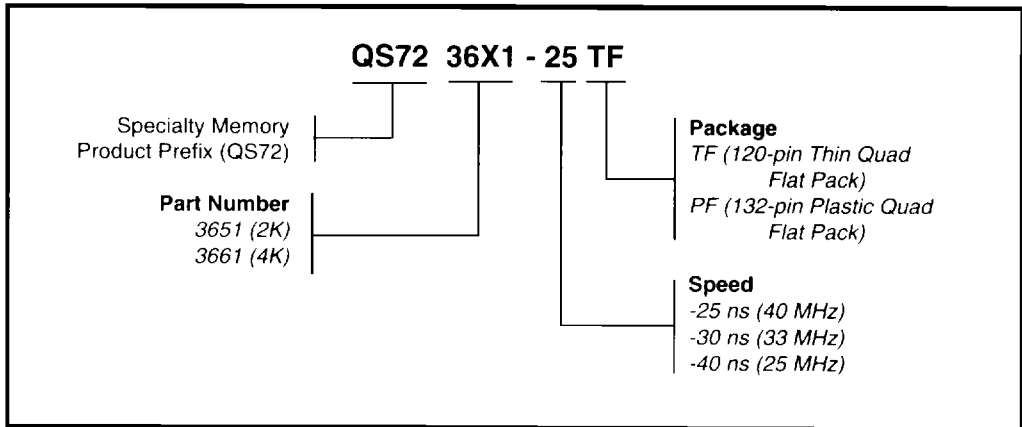 QS72 36X1 - 25 TF
Specialty Memory
Product Prefix (QS72)
Part Number
3651 (2K)
3661 (4K)
Package
TF (120-pin Thin Quad
Flat Pack)
PF (132-pin Plastic Quad
Flat Pack)
Speed
-25 ns (40 MHz)
-30 ns (33 MHz)
-40 ns (25 MHz)